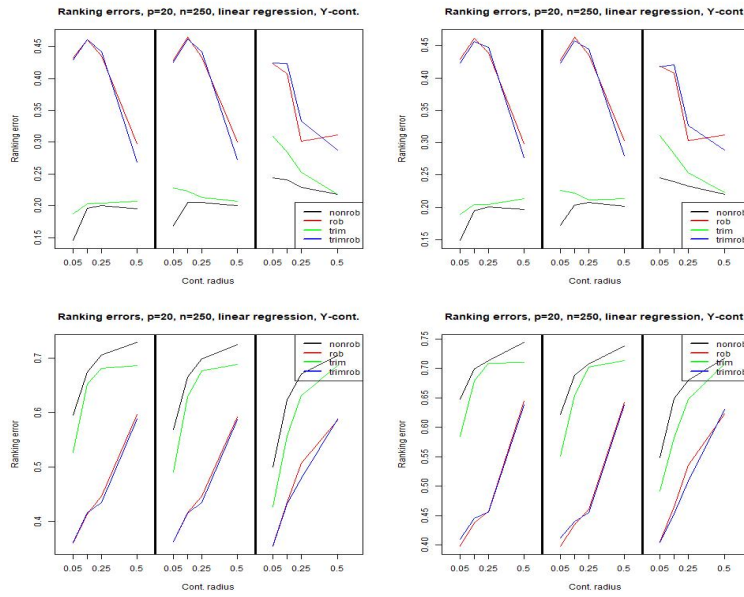 Ranking errors, p=20, n=250, linear regression, Y-cont.
Ranking error
0.15 0.20 0.25 0.30 0.35 0.40 0.45
nonrob
rob
trim
trimrob
0.05 0.25 0.5 0.05 0.25 0.5 0.05 0.25 0.5
Cont. radius
Ranking errors, p=20, n=250, linear regression, Y-cont
Ranking error
0.15 0.20 0.25 0.30 0.35 0.40 0.45
nonrob
rob
trim
trimrob
0.05 0.25 0.5 0.05 0.25 0.5 0.05 0.25 0.5
Cont. radius
Ranking errors, p=20, n=250, linear regression, Y-cont.
Ranking error
0.4 0.5 0.6 0.7
nonrob
rob
trim
trimrob
0.05 0.25 0.5 0.05 0.25 0.5 0.05 0.25 0.5
Cont. radius
Ranking errors, p=20, n=250, linear regression, Y-cont
Ranking error
0.40 0.45 0.50 0.55 0.60 0.65 0.70 0.75
nonrob
rob
trim
trimrob
0.05 0.25 0.5 0.05 0.25 0.5 0.05 0.25 0.5
Cont. radius